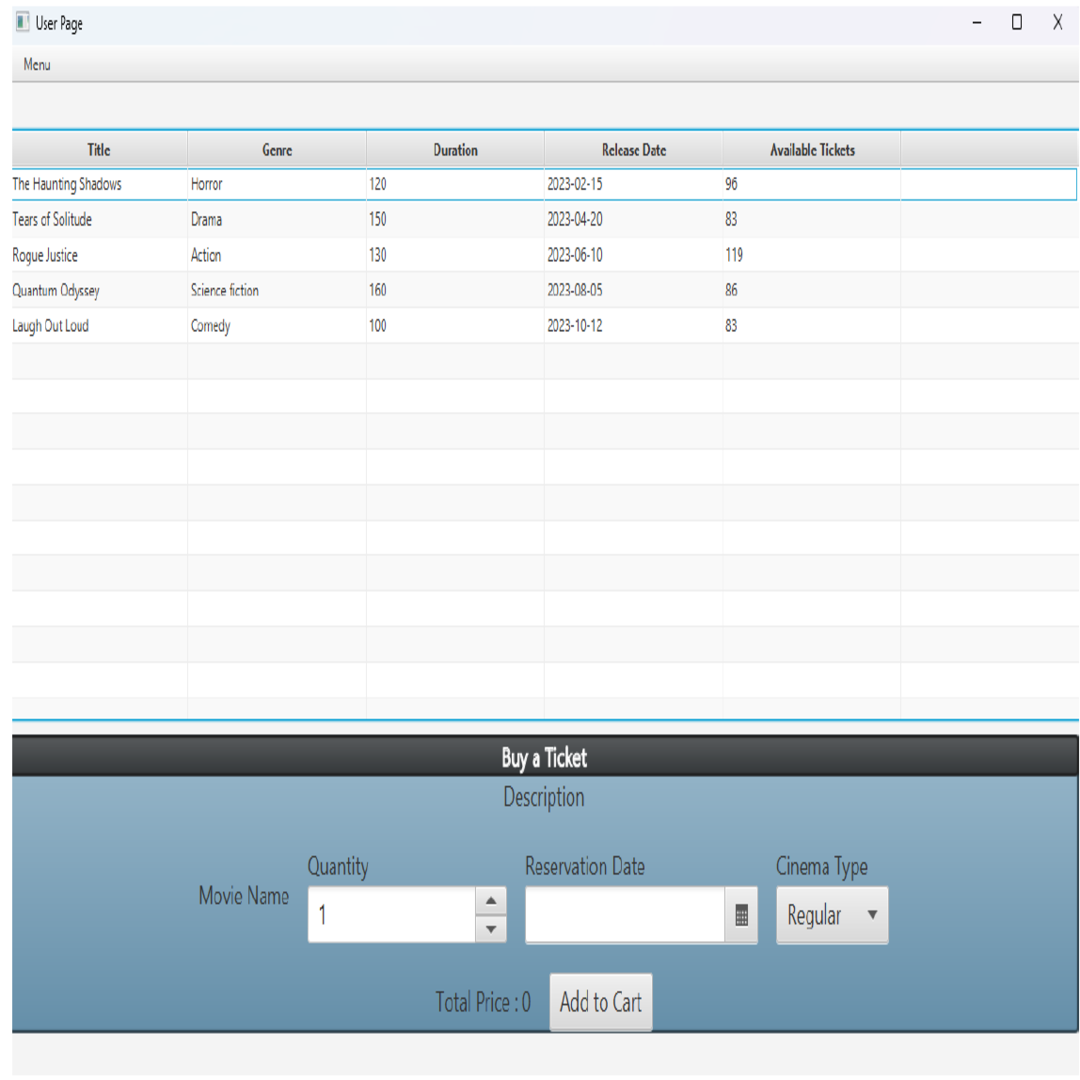 User Page
Menu
Title Genre Duration Release Date Available Tickets
The Haunting Shadows Horror 120 2023-02-15 96
Tears of Solitude Drama 150 2023-04-20 83
Rogue Justice Action 130 2023-06-10 119
Quantum Odyssey Science fiction 160 2023-08-05 86
Laugh Out Loud Comedy 100 2023-10-12 83
Buy a Ticket
Description
Quantity Reservation Date Cinema Type
Movie Name 1 Regular
Total Price : 0 Add to Cart